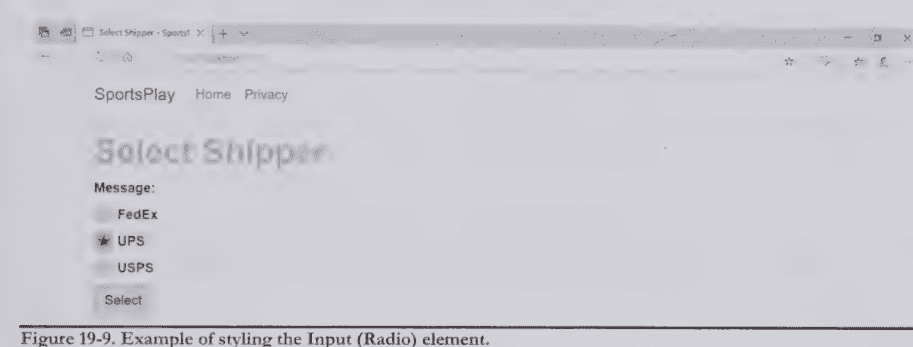 Select Shipper - Sports
SportsPlay Home Privacy
Select Shipper
Message:
FedEx
★ UPS
USPS
Select
Figure 19-9. Example of styling the Input (Radio) element.